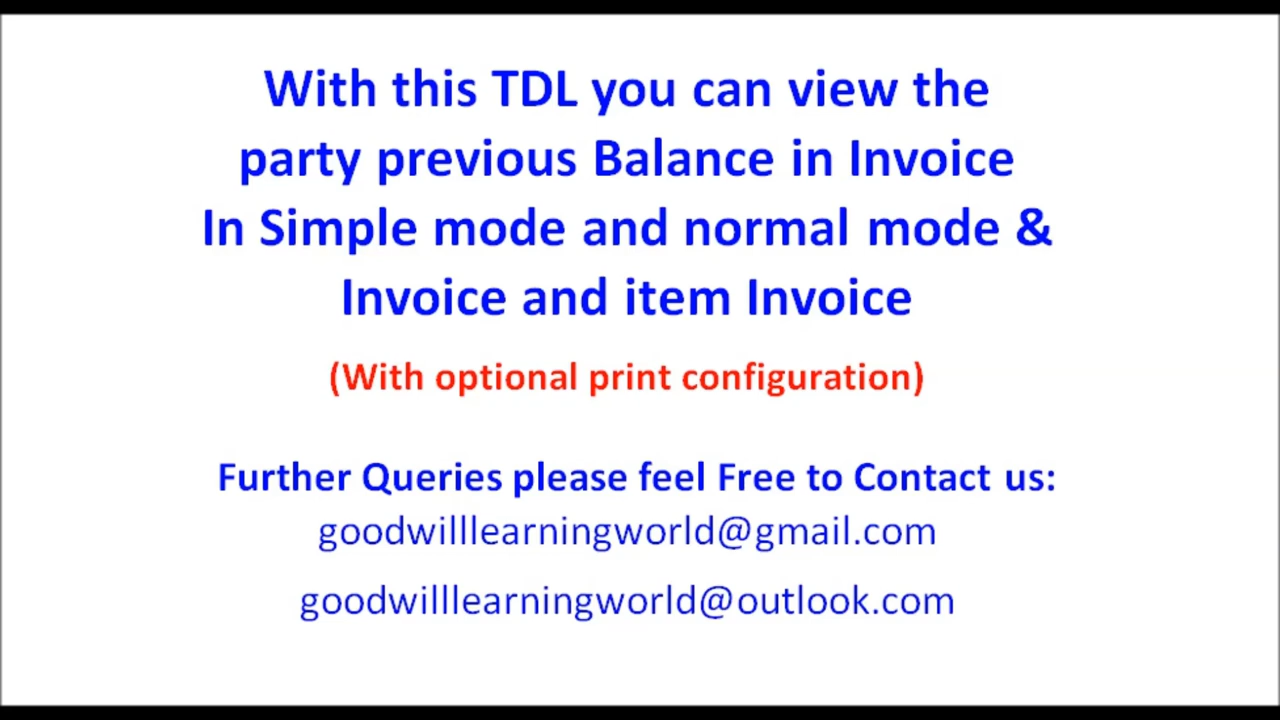 With this TDL you can view the
party previous Balance in Invoice
In Simple mode and normal mode &
Invoice and item Invoice
(With optional print configuration)
Further Queries please feel Free to Contact us:
goodwilllearningworld@gmail.com
goodwilllearningworld@outlook.com